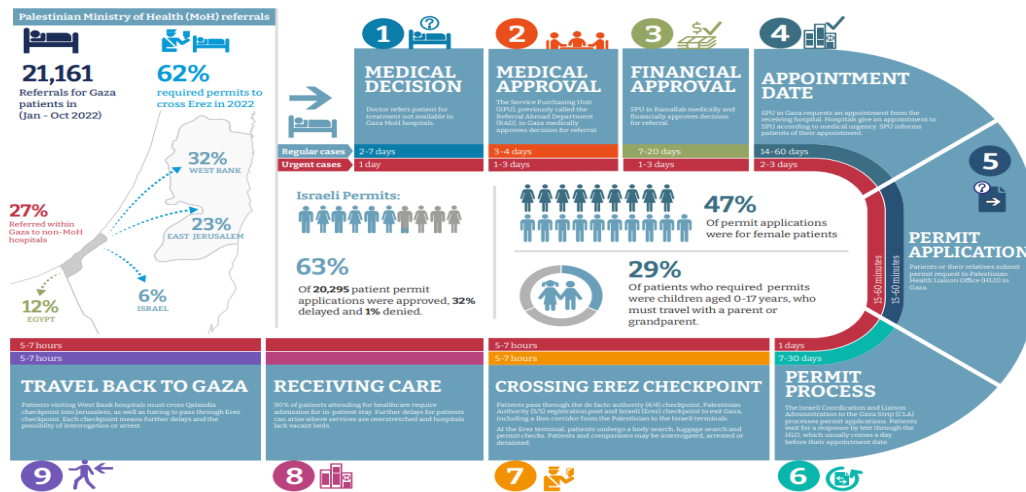 Palestinian Ministry of Health (MoH) referrals
21,161
Referrals for Gaza
patients in
(Jan - Oct 2022)
62%
required permits to
cross Erez in 2022
32%
WEST BANK
23%
EAST JERUSALEM
27%
Referred within
Gaza to non-MoH
hospitals
12%
EGYPT
6%
ISRAEL
1
MEDICAL
DECISION
Doctor refers patient for
treatment not available in
Gaza MoH hospitals.
2
MEDICAL
APPROVAL
The Service Purchasing Unit
(SPU), previously called the
Referral Abroad Department
(RAD), in Gaza medically
approves decision for referral.
3
FINANCIAL
APPROVAL
SPU in Ramallah medically and
financially approves decision
for referral.
4
APPOINTMENT
DATE
SPU in Gaza requests an appointment from the
receiving hospital. Hospitals give an appointment to
SPU according to medical urgency. SPU informs
patients of their appointment.
Regular cases 2-7 days 3-4 days 7-20 days 14-60 days
Urgent cases 1 day 1-3 days 1-3 days 2-3 days
5
PERMIT
APPLICATION
Patients or their relatives submit
permit request to Palestinian
Health Liaison Office (HLO) in
Gaza.
15-60 minutes
15-60 minutes
Israeli Permits:
63%
Of 20,295 patient permit
applications were approved, 32%
delayed and 1% denied.
47%
Of permit applications
were for female patients
29%
Of patients who required permits
were children aged 0-17 years, who
must travel with a parent or
grandparent.
5-7 hours 5-7 hours 1 days
5-7 hours 5-7 hours 7-30 days
TRAVEL BACK TO GAZA
Patients visiting West Bank hospitals must cross Qalandia
checkpoint into Jerusalem, as well as having to pass through Erez
checkpoint. Each checkpoint means further delays and the
possiblity of interrogation or arrest.
9
RECEIVING CARE
90% of patients attending for healthcare require
admission for in-patient stay. Further delays for patients
can arise where services are overstretched and hospitals
lack vacant beds.
8
CROSSING EREZ CHECKPOINT
Patients pass through the de facto authority (4/4) checkpoint, Palestinian
Authority (5/5) registration post and Israeli (Erez) checkpoint to exit Gaza,
including a 1km corridor from the Palestinian to the Israeli terminals.
At the Erez terminal, patients undergo a body search, luggage search and
permit checks. Patients and companions may be interrogated, arrested or
detained.
7
PERMIT
PROCESS
The Israeli Coordination and Liaison
Administration to the Gaza Strip (CLA)
processes permit applications. Patients
wait for a response by text through the
HLO, which usually comes a day
before their appointment date.
6